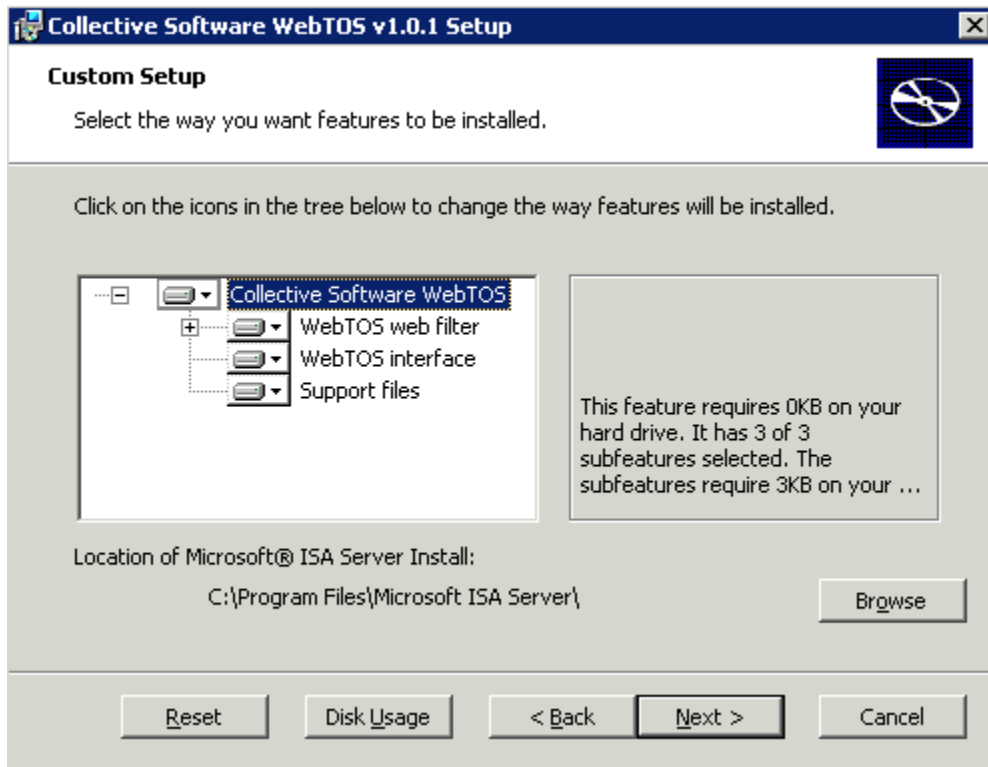 Collective Software WebTOS v1.0.1 Setup
Custom Setup
Select the way you want features to be installed.
Click on the icons in the tree below to change the way features will be installed.
Collective Software WebTOS
WebTOS web filter
WebTOS interface
Support files
This feature requires 0KB on your
hard drive. It has 3 of 3
subfeatures selected. The
subfeatures require 3KB on your ...
Location of Microsoft® ISA Server Install:
C:\Program Files\Microsoft ISA Server\
Browse
Reset
Disk Usage
< Back
Next >
Cancel